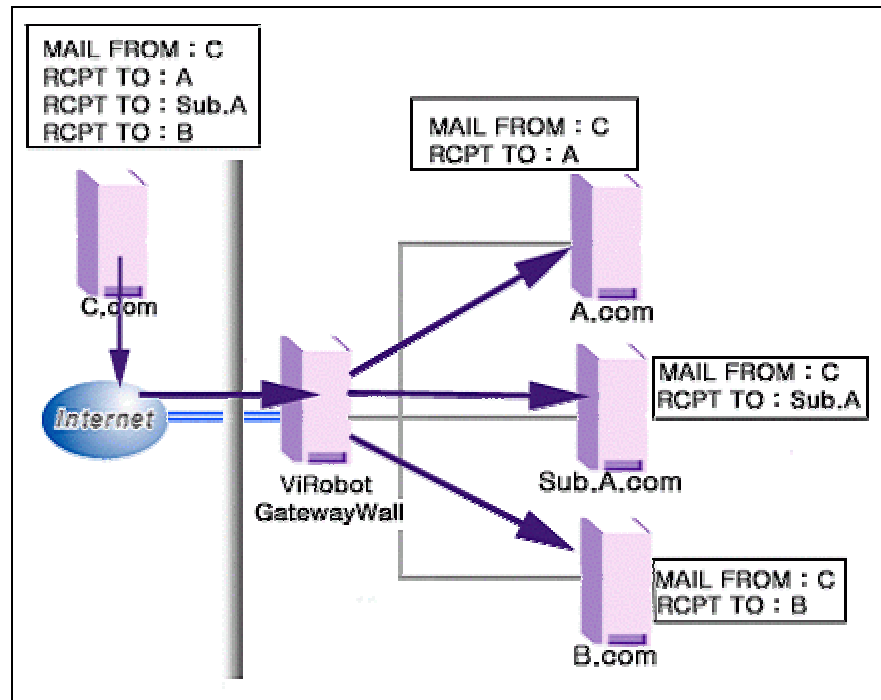 MAIL FROM : C
RCPT TO : A
RCPT TO : Sub.A
RCPT TO : B
C.com
Internet
ViRobot
GatewayWall
MAIL FROM : C
RCPT TO : A
A.com
MAIL FROM : C
RCPT TO : Sub.A
Sub.A.com
MAIL FROM : C
RCPT TO : B
B.com